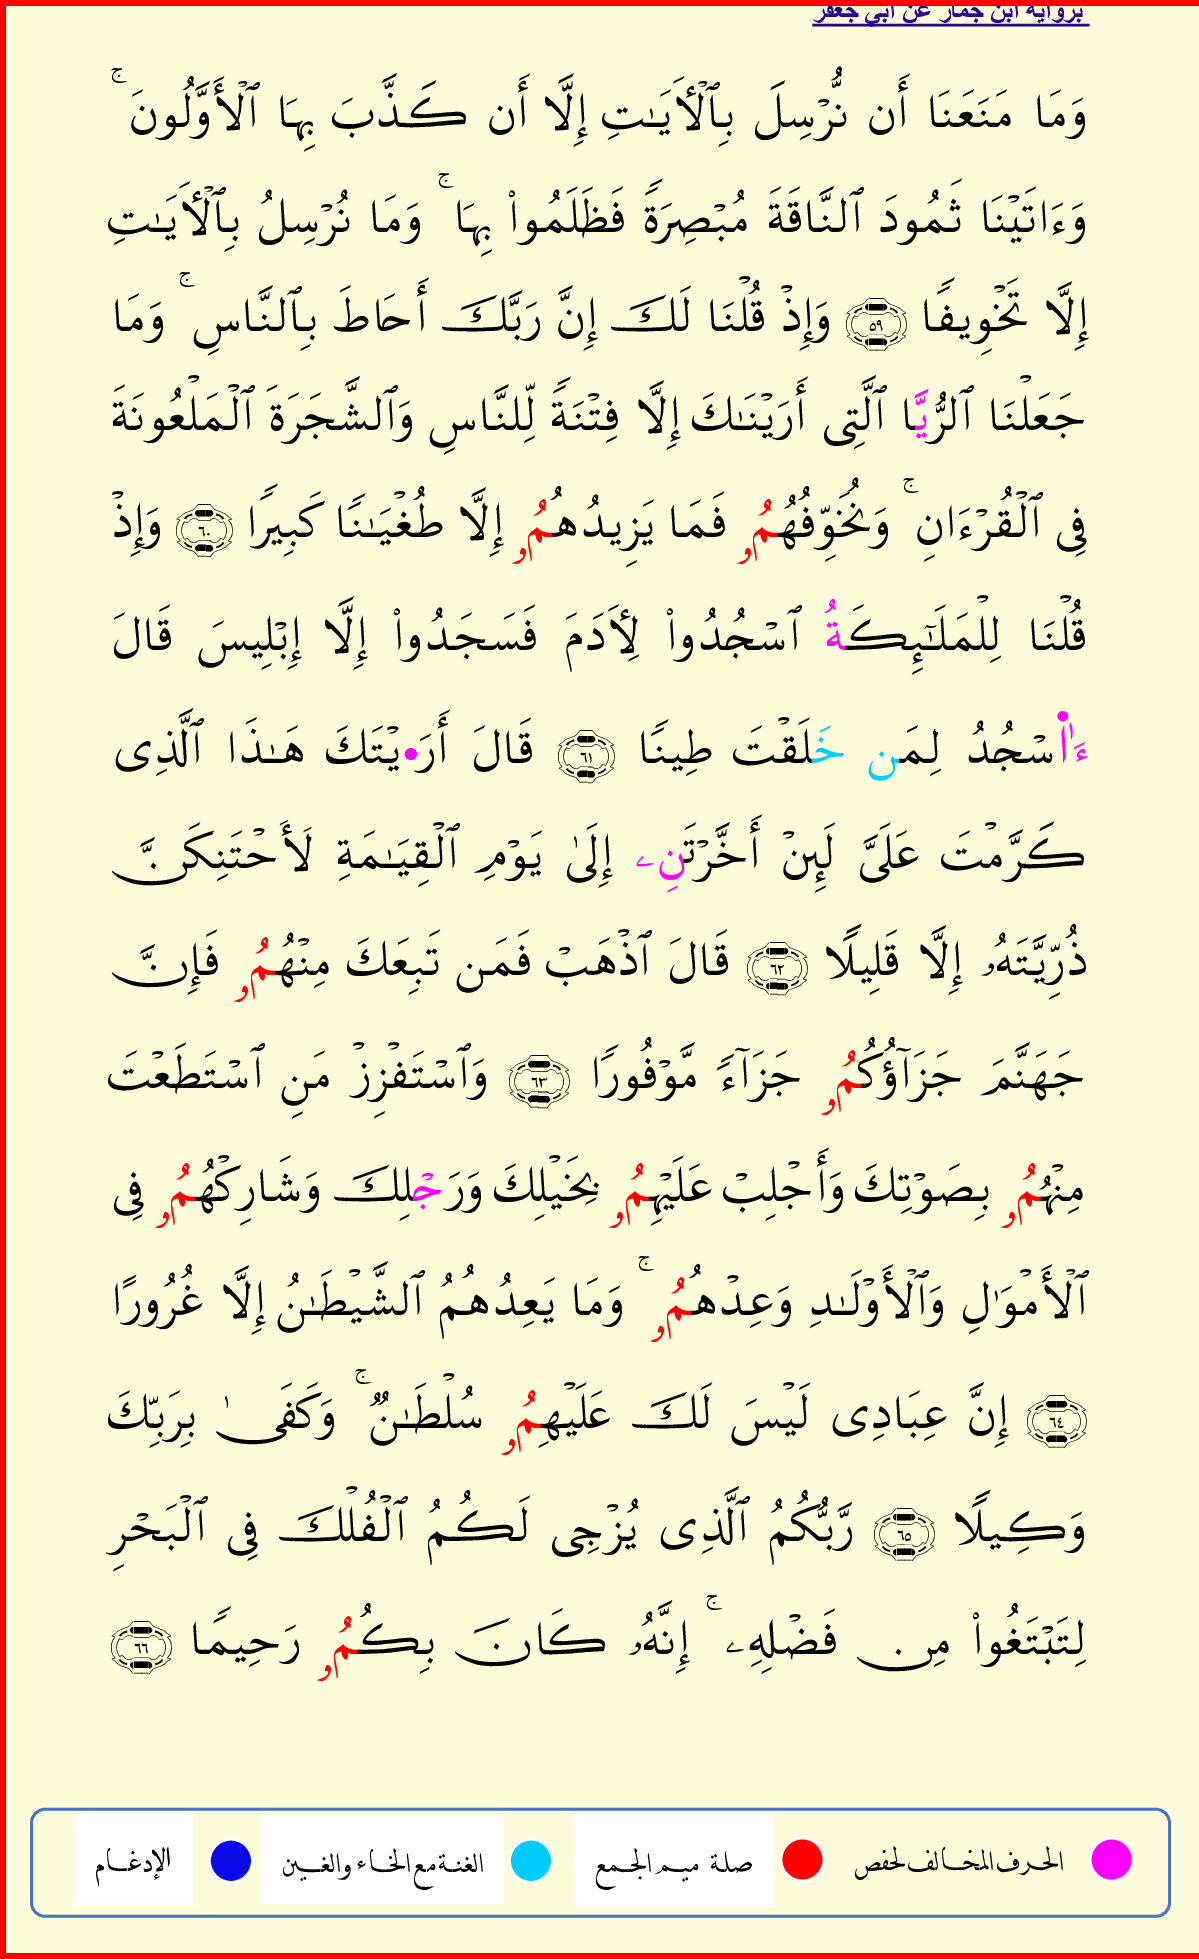 برواية ابن جماز عن أبي جعفر
وَمَا مَنَعَنَا أَن نُّرۡسِلَ بِٱلۡأٓيَٰتِ إِلَّا أَن كَذَّبَ بِهَا ٱلۡأَوَّلُونَۚ
وَءَاتَيۡنَا ثَمُودَ ٱلنَّاقَةَ مُبۡصِرَةٗ فَظَلَمُواْ بِهَاۚ وَمَا نُرۡسِلُ بِٱلۡأٓيَٰتِ
إِلَّا تَخۡوِيفٗا ٥٩ وَإِذۡ قُلۡنَا لَكَ إِنَّ رَبَّكَ أَحَاطَ بِٱلنَّاسِۚ وَمَا
جَعَلۡنَا ٱلرُّيَّا ٱلَّتِي أَرَيۡنَٰكَ إِلَّا فِتۡنَةٗ لِّلنَّاسِ وَٱلشَّجَرَةَ ٱلۡمَلۡعُونَةَ
فِي ٱلۡقُرۡءَانِۚ وَنُخَوِّفُهُمُۥ فَمَا يَزِيدُهُمُۥ إِلَّا طُغۡيَٰنٗا كَبِيرٗا ٦٠ وَإِذۡ
قُلۡنَا لِلۡمَلَٰٓئِكَةُ ٱسۡجُدُواْ لِأٓدَمَ فَسَجَدُواْ إِلَّا إِبۡلِيسَ قَالَ
ءَا۬سۡجُدُ لِمَن خَلَقۡتَ طِينٗا ٦١ قَالَ أَرَ•يۡتَكَ هَٰذَا ٱلَّذِي
كَرَّمۡتَ عَلَيَّ لَئِنۡ أَخَّرۡتَنِۦ إِلَىٰ يَوۡمِ ٱلۡقِيَٰمَةِ لَأَحۡتَنِكَنَّ
ذُرِّيَّتَهُۥ إِلَّا قَلِيلٗا ٦٢ قَالَ ٱذۡهَبۡ فَمَن تَبِعَكَ مِنۡهُمُۥ فَإِنَّ
جَهَنَّمَ جَزَآؤُكُمُۥ جَزَآءٗ مَّوۡفُورٗا ٦٣ وَٱسۡتَفۡزِزۡ مَنِ ٱسۡتَطَعۡتَ
مِنۡهُمُۥ بِصَوۡتِكَ وَأَجۡلِبۡ عَلَيۡهِمُۥ بِخَيۡلِكَ وَرَجۡلِكَ وَشَارِكۡهُمُۥ فِي
ٱلۡأَمۡوَٰلِ وَٱلۡأَوۡلَٰدِ وَعِدۡهُمُۥۚ وَمَا يَعِدُهُمُ ٱلشَّيۡطَٰنُ إِلَّا غُرُورًا
٦٤ إِنَّ عِبَادِي لَيۡسَ لَكَ عَلَيۡهِمُۥ سُلۡطَٰنٞۚ وَكَفَىٰ بِرَبِّكَ
وَكِيلٗا ٦٥ رَّبُّكُمُ ٱلَّذِي يُزۡجِي لَكُمُ ٱلۡفُلۡكَ فِي ٱلۡبَحۡرِ
لِتَبۡتَغُواْ مِن فَضۡلِهِۦٓۚ إِنَّهُۥ كَانَ بِكُمُۥ رَحِيمٗا ٦٦
الحرف المخالف لحفص صلة ميم الجمع الغنة مع الخاء والغين الإدغام